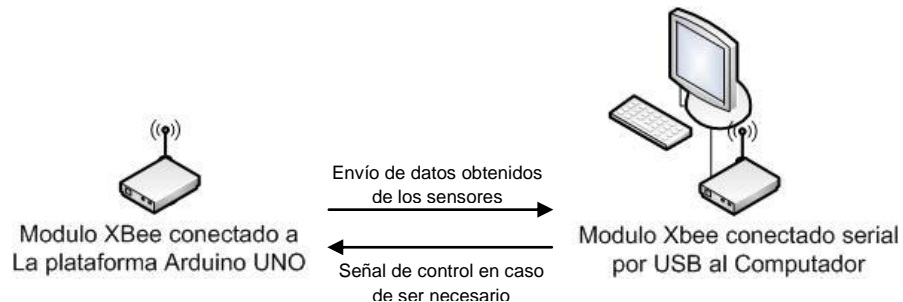 Envío de datos obtenidos
de los sensores
Modulo XBee conectado a
La plataforma Arduino UNO
Modulo Xbee conectado serial
por USB al Computador
Señal de control en caso
de ser necesario